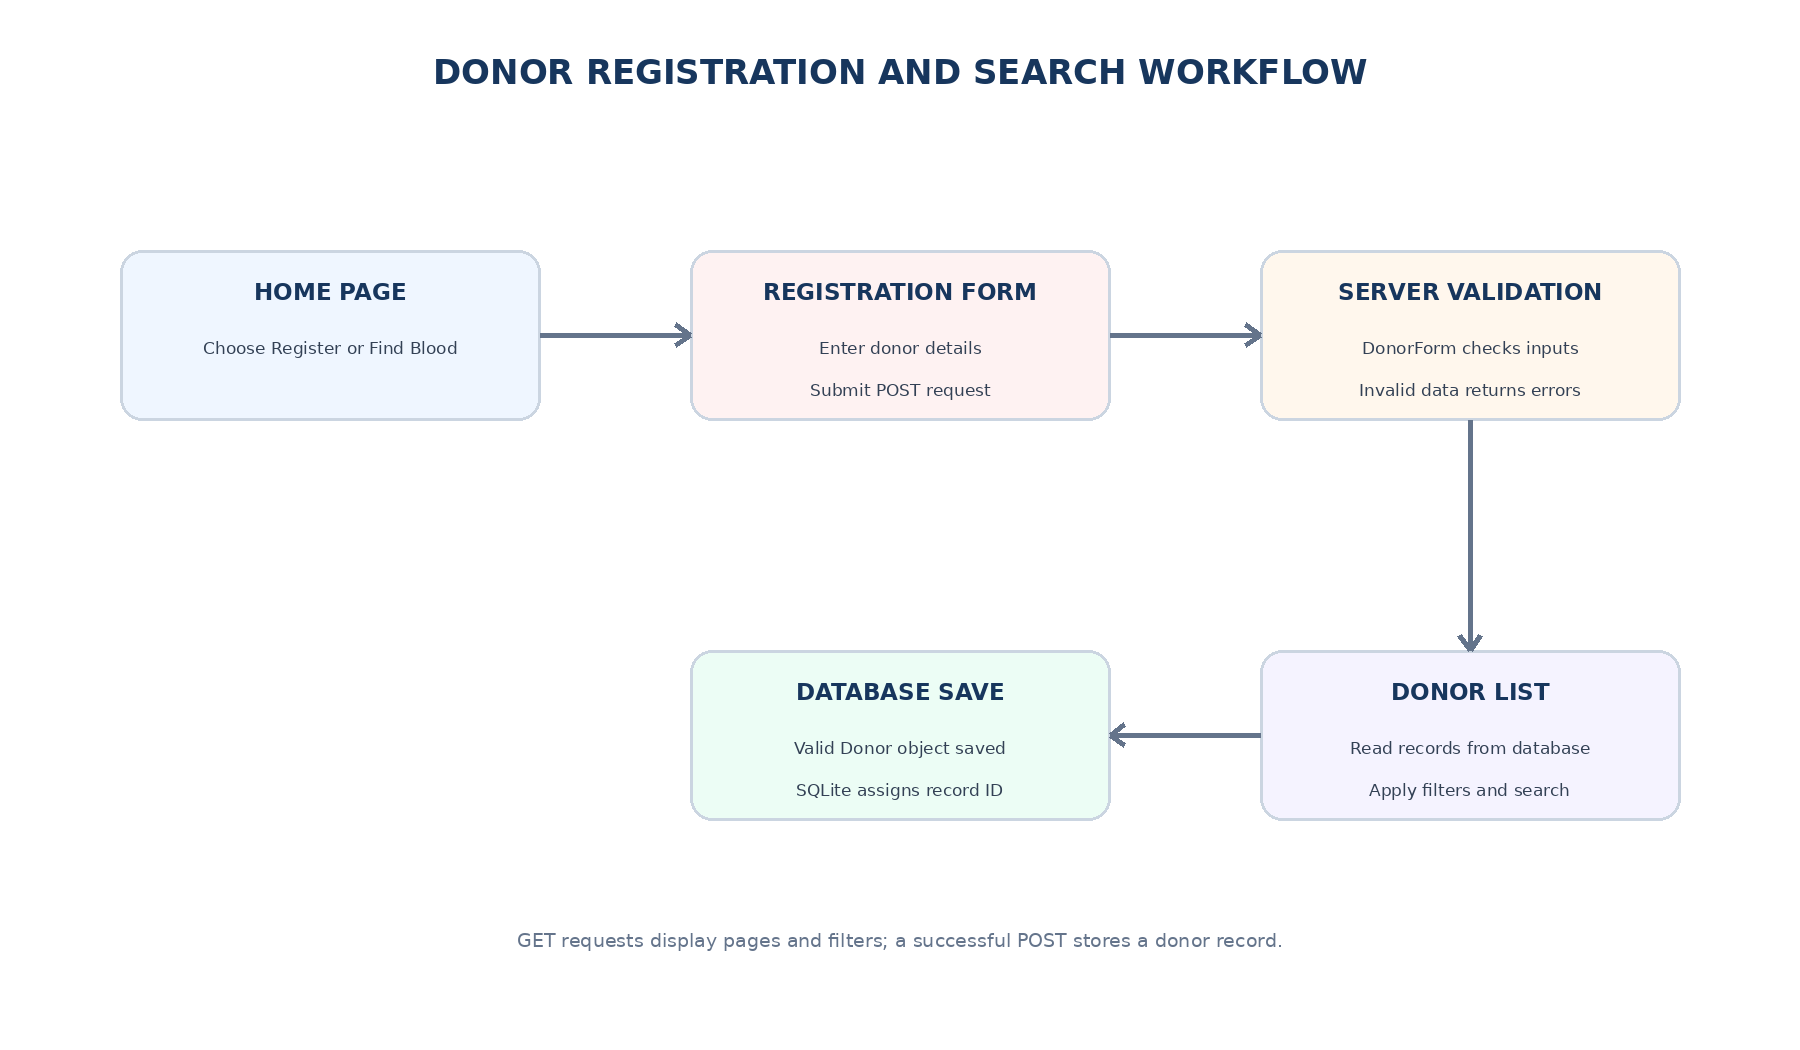 DONOR REGISTRATION AND SEARCH WORKFLOW
HOME PAGE
Choose Register or Find Blood
REGISTRATION FORM
Enter donor details
Submit POST request
SERVER VALIDATION
DonorForm checks inputs
Invalid data returns errors
DATABASE SAVE
Valid Donor object saved
SQLite assigns record ID
DONOR LIST
Read records from database
Apply filters and search
GET requests display pages and filters; a successful POST stores a donor record.